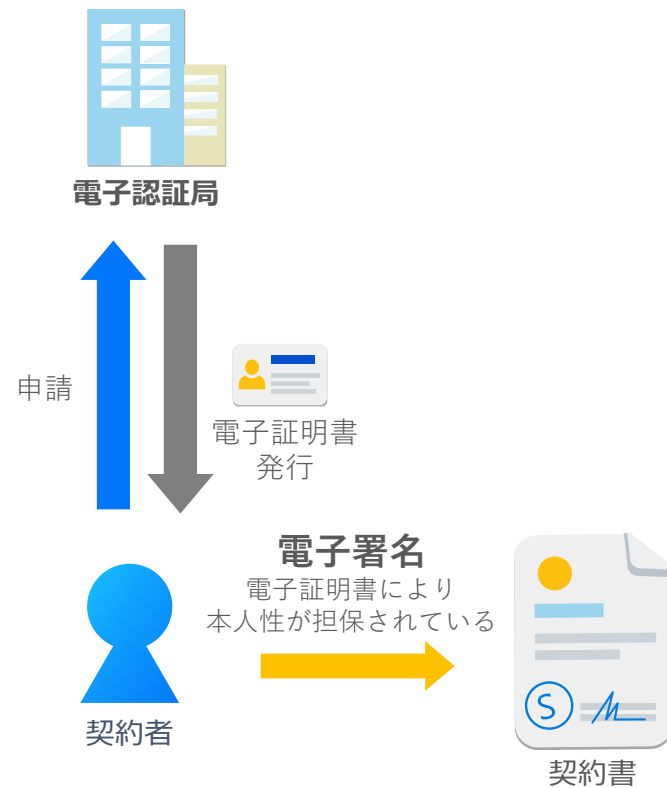 電子認証局
申請
電子証明書
発行
電子署名
電子証明書により
本人性が担保されている
S
契約者
契約書